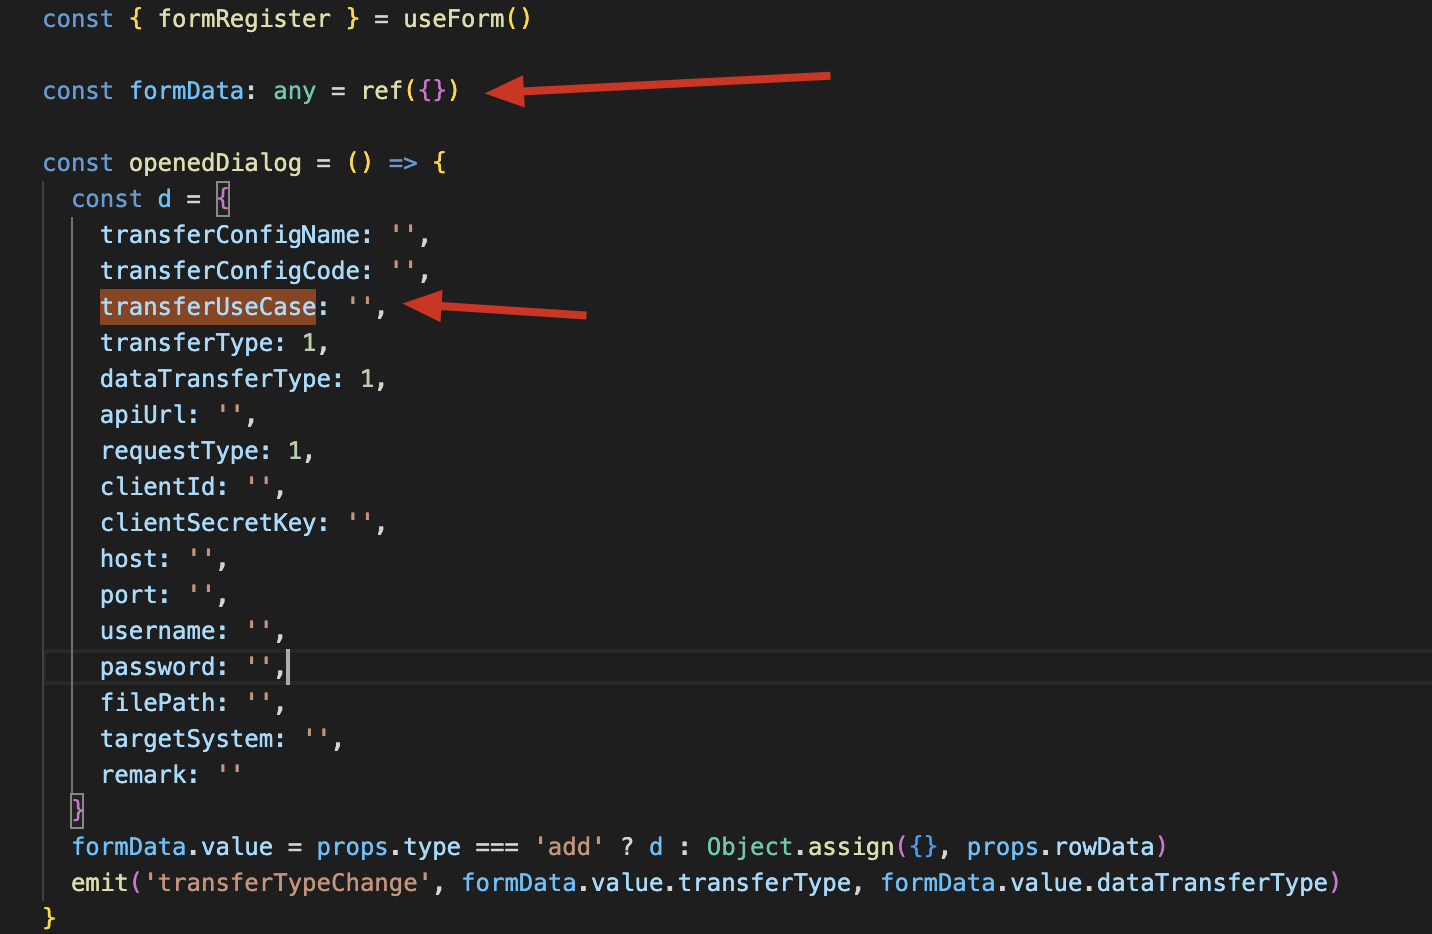 const { formRegister } = useForm()
const formData: any = ref({})
const openedDialog = () => {
const d = {
transferConfigName: '',
transferConfigCode: '',
transferUseCase: '',
transferType: 1,
dataTransferType: 1,
apiUrl: '',
requestType: 1,
clientId: '',
clientSecretKey: '',
host: '',
port: '',
username: '',
password: '',
filePath: '',
targetSystem: '',
remark: ''
}
formData.value = props.type === 'add' ? d : Object.assign({}, props.rowData)
emit('transferTypeChange', formData.value.transferType, formData.value.dataTransferType)
}